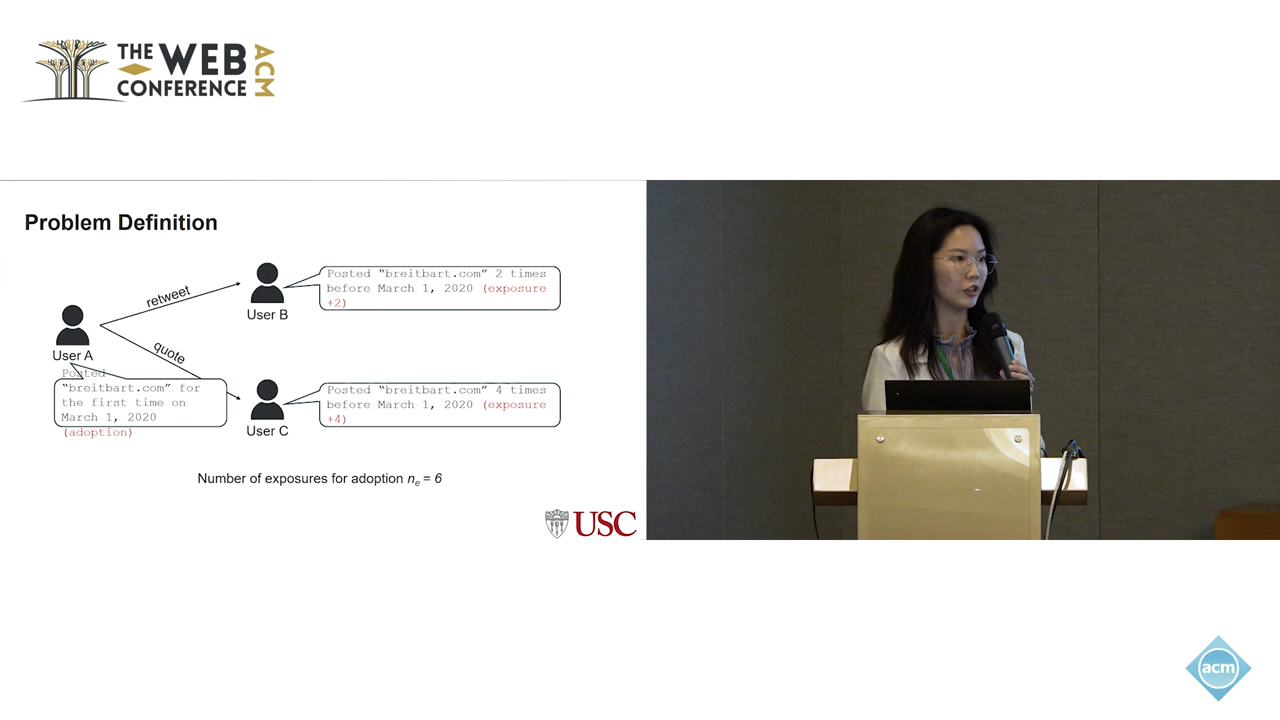 THE WEB
CONFERENCE
ACM
Problem Definition
retweet
quote
User A
User B
User C
Posted "breitbart.com" 2 times
before March 1, 2020 (exposure
+2)
Posted
“breitbart.com” for
the first time on
March 1, 2020
(adoption)
Posted "breitbart.com" 4 times
before March 1, 2020 (exposure
+4)
Number of exposures for adoption ne = 6
USC
acm